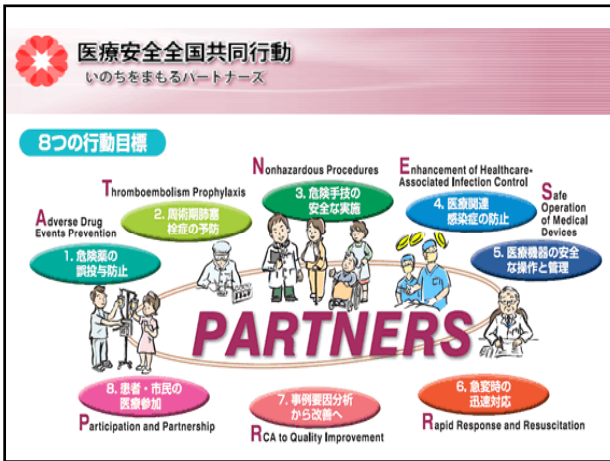 医療安全全国共同行動
いのちをまもるパートナーズ
8つの行動目標
Adverse Drug
Events Prevention
1. 危険薬の
誤投与防止
Thromboembolism Prophylaxis
2. 周術期肺塞
栓症の予防
Nonhazardous Procedures
3. 危険手技の
安全な実施
Enhancement of Healthcare-
Associated Infection Control
4. 医療関連
感染症の防止
Safe
Operation
of Medical
Devices
5. 医療機器の安全
な操作と管理
PARTNERS
8. 患者・市民の
医療参加
Participation and Partnership
7. 事例要因分析
から改善へ
RCA to Quality Improvement
6. 急変時の
迅速対応
Rapid Response and Resuscitation